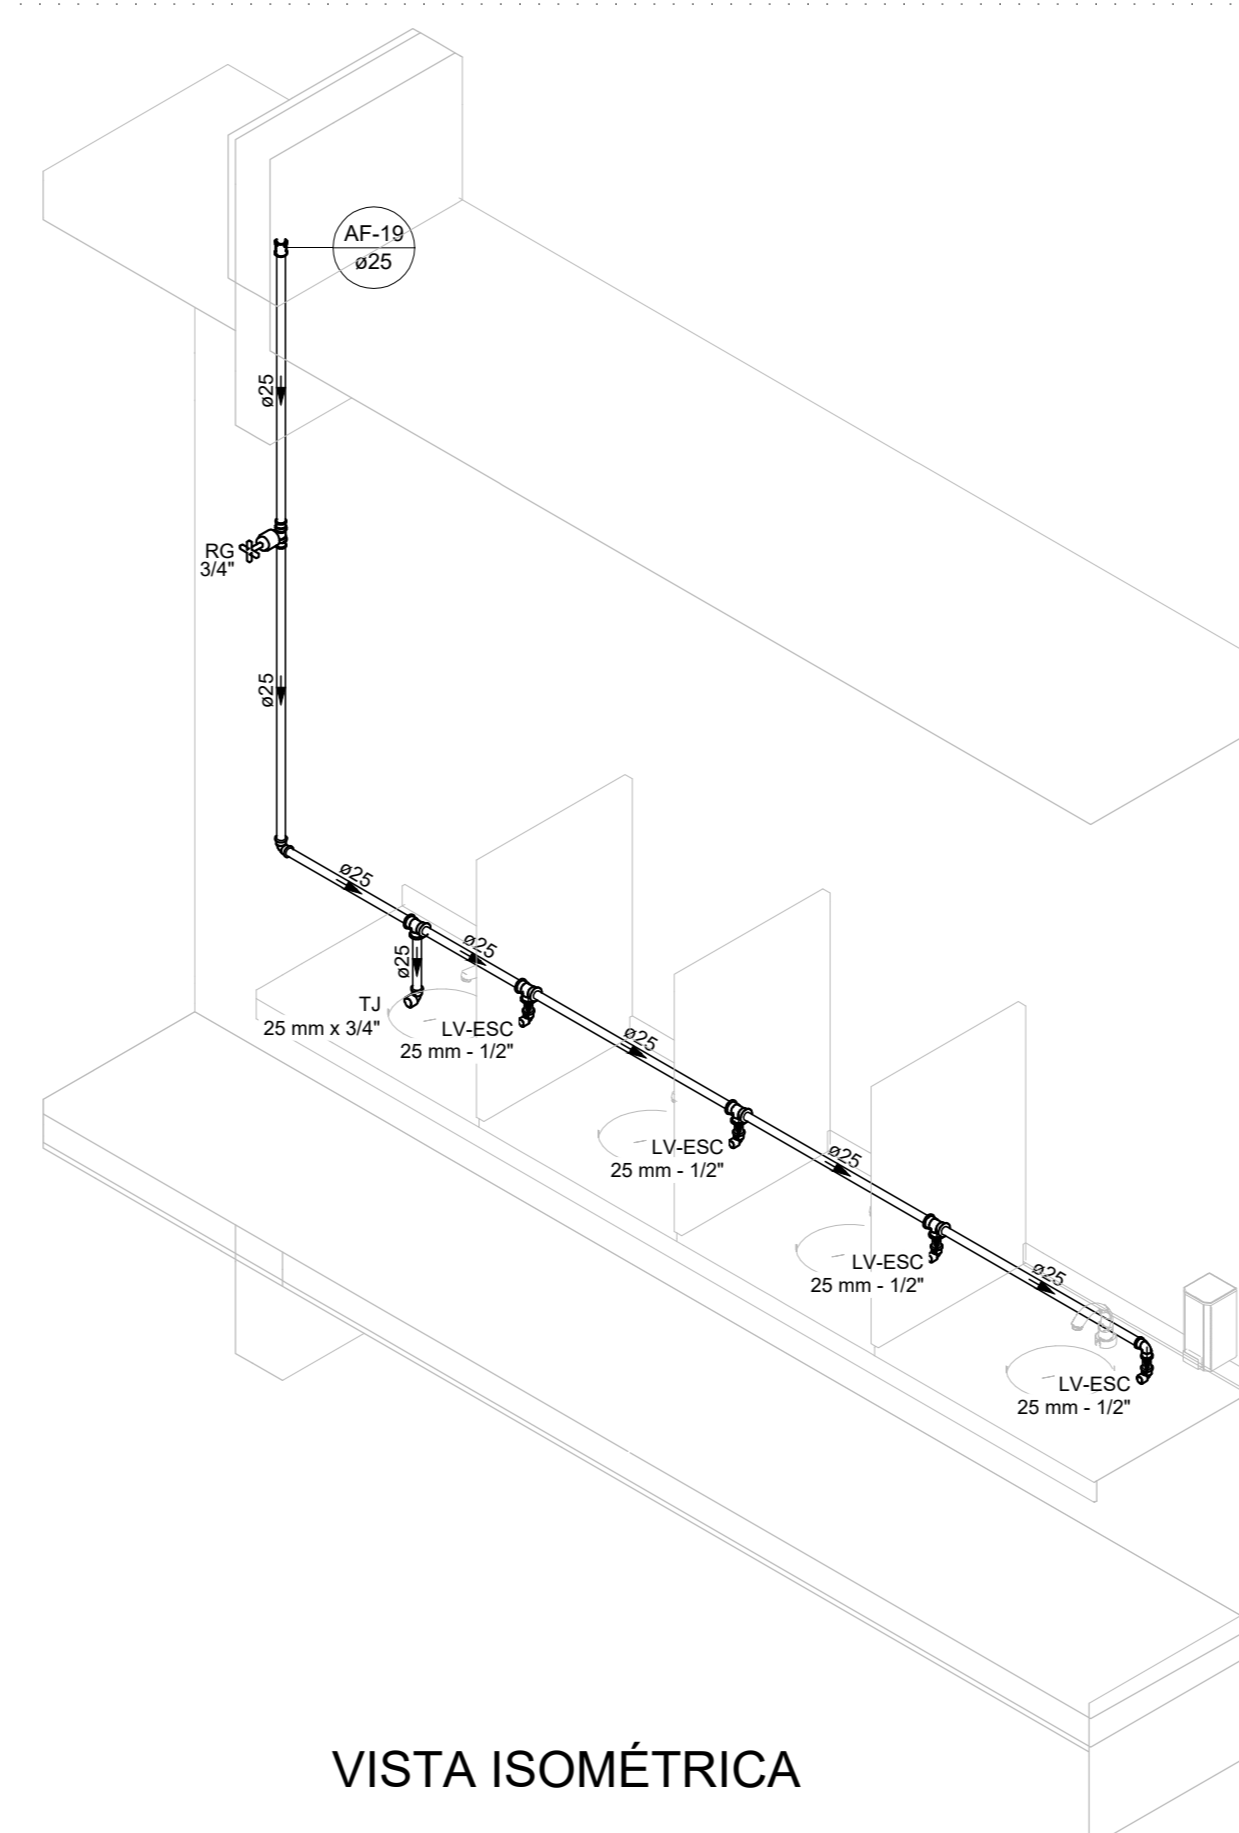 AF-19
ø25
ø25
RG
3/4"
ø25
ø25
ø25
ø25
TJ
25 mm x 3/4"
LV-ESC
25 mm - 1/2"
ø25
LV-ESC
25 mm - 1/2"
ø25
LV-ESC
25 mm - 1/2"
ø25
LV-ESC
25 mm - 1/2"
VISTA ISOMÉTRICA